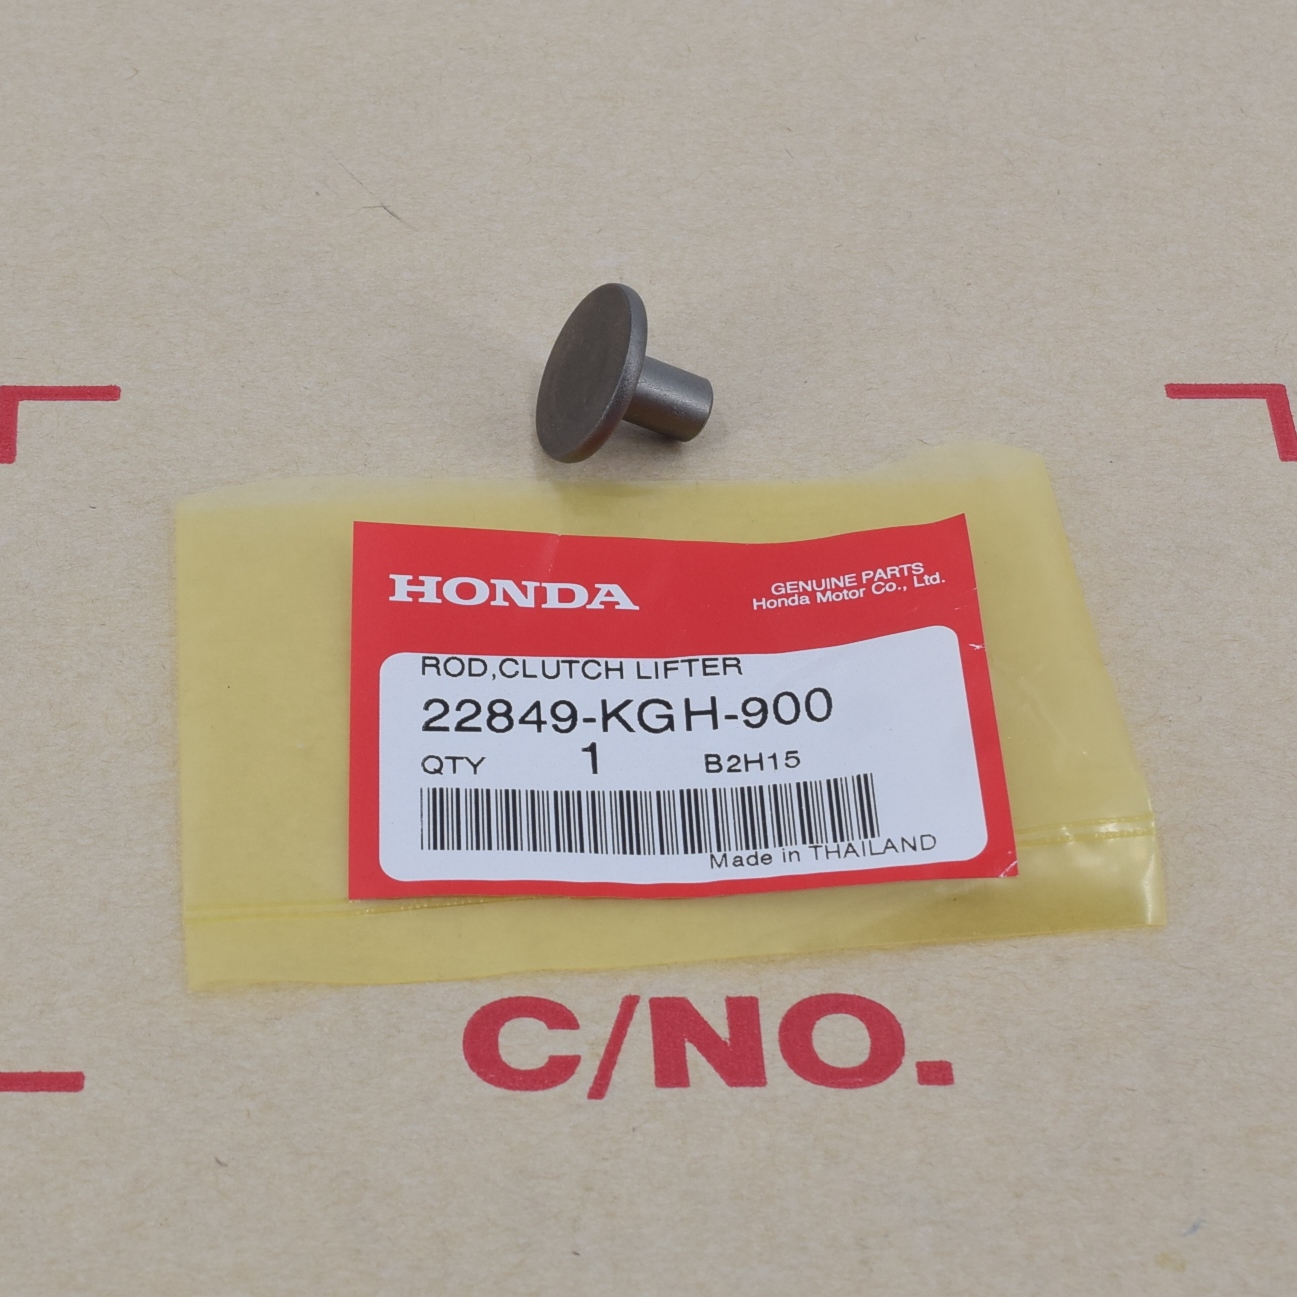 HONDA
GENUINE PARTS
Honda Motor Co., Ltd.
ROD,CLUTCH LIFTER
22849-KGH-900
QTY 1 B2H15
Made in THAILAND
C/NO.